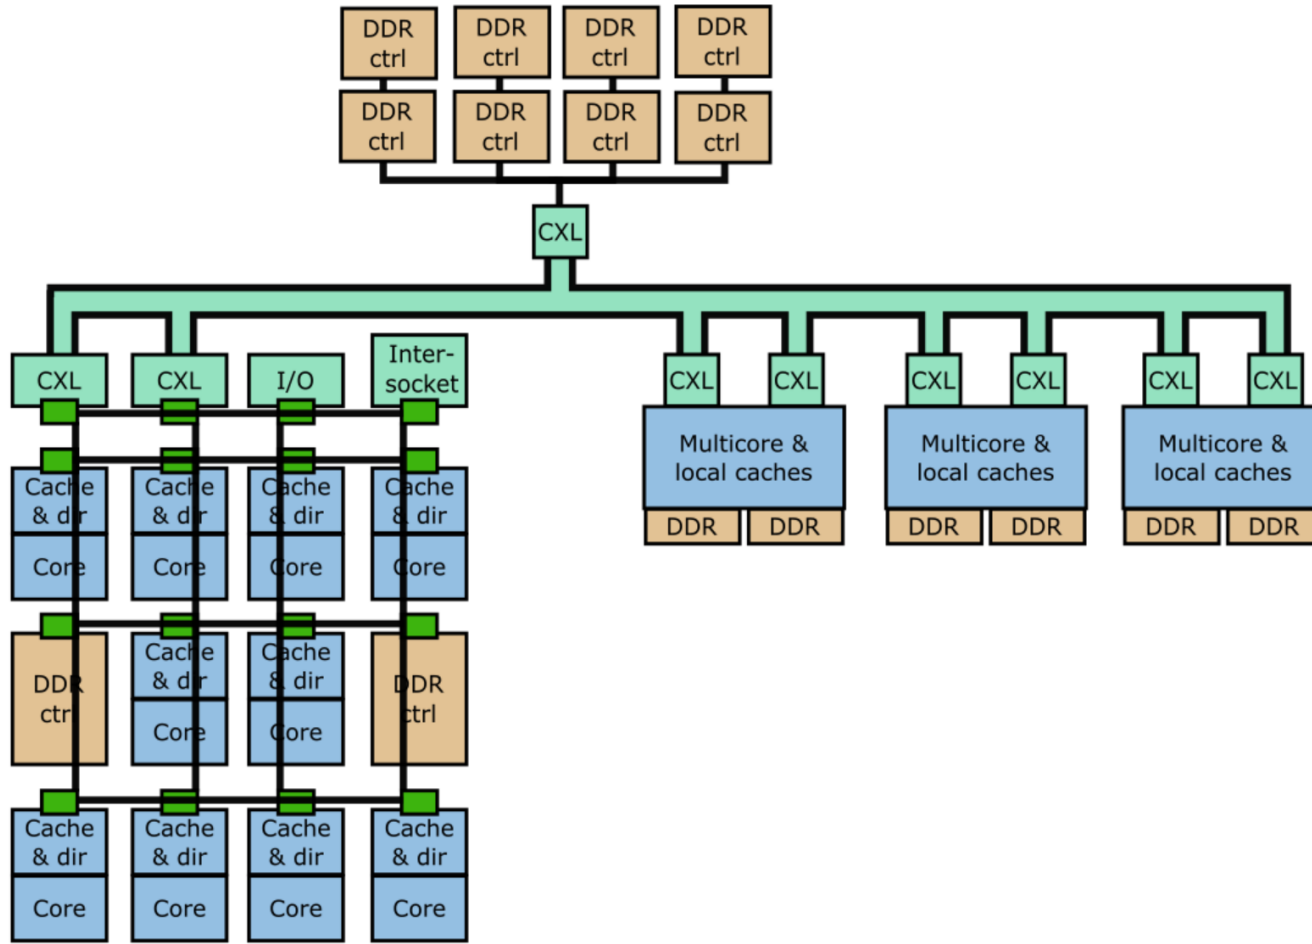 DDR
ctrl
DDR
ctrl
DDR
ctrl
DDR
ctrl
DDR
ctrl
DDR
ctrl
DDR
ctrl
DDR
ctrl
CXL
CXL
CXL
I/O
Inter-
socket
CXL
CXL
CXL
CXL
CXL
CXL
Multicore &
local caches
Multicore &
local caches
Multicore &
local caches
DDR
DDR
DDR
DDR
DDR
DDR
Cache
& dir
Cache
& dir
Cache
& dir
Cache
& dir
Core
Core
Core
Core
DDR
ctrl
Cache
& dir
Cache
& dir
DDR
ctrl
Core
Core
Cache
& dir
Cache
& dir
Cache
& dir
Cache
& dir
Core
Core
Core
Core